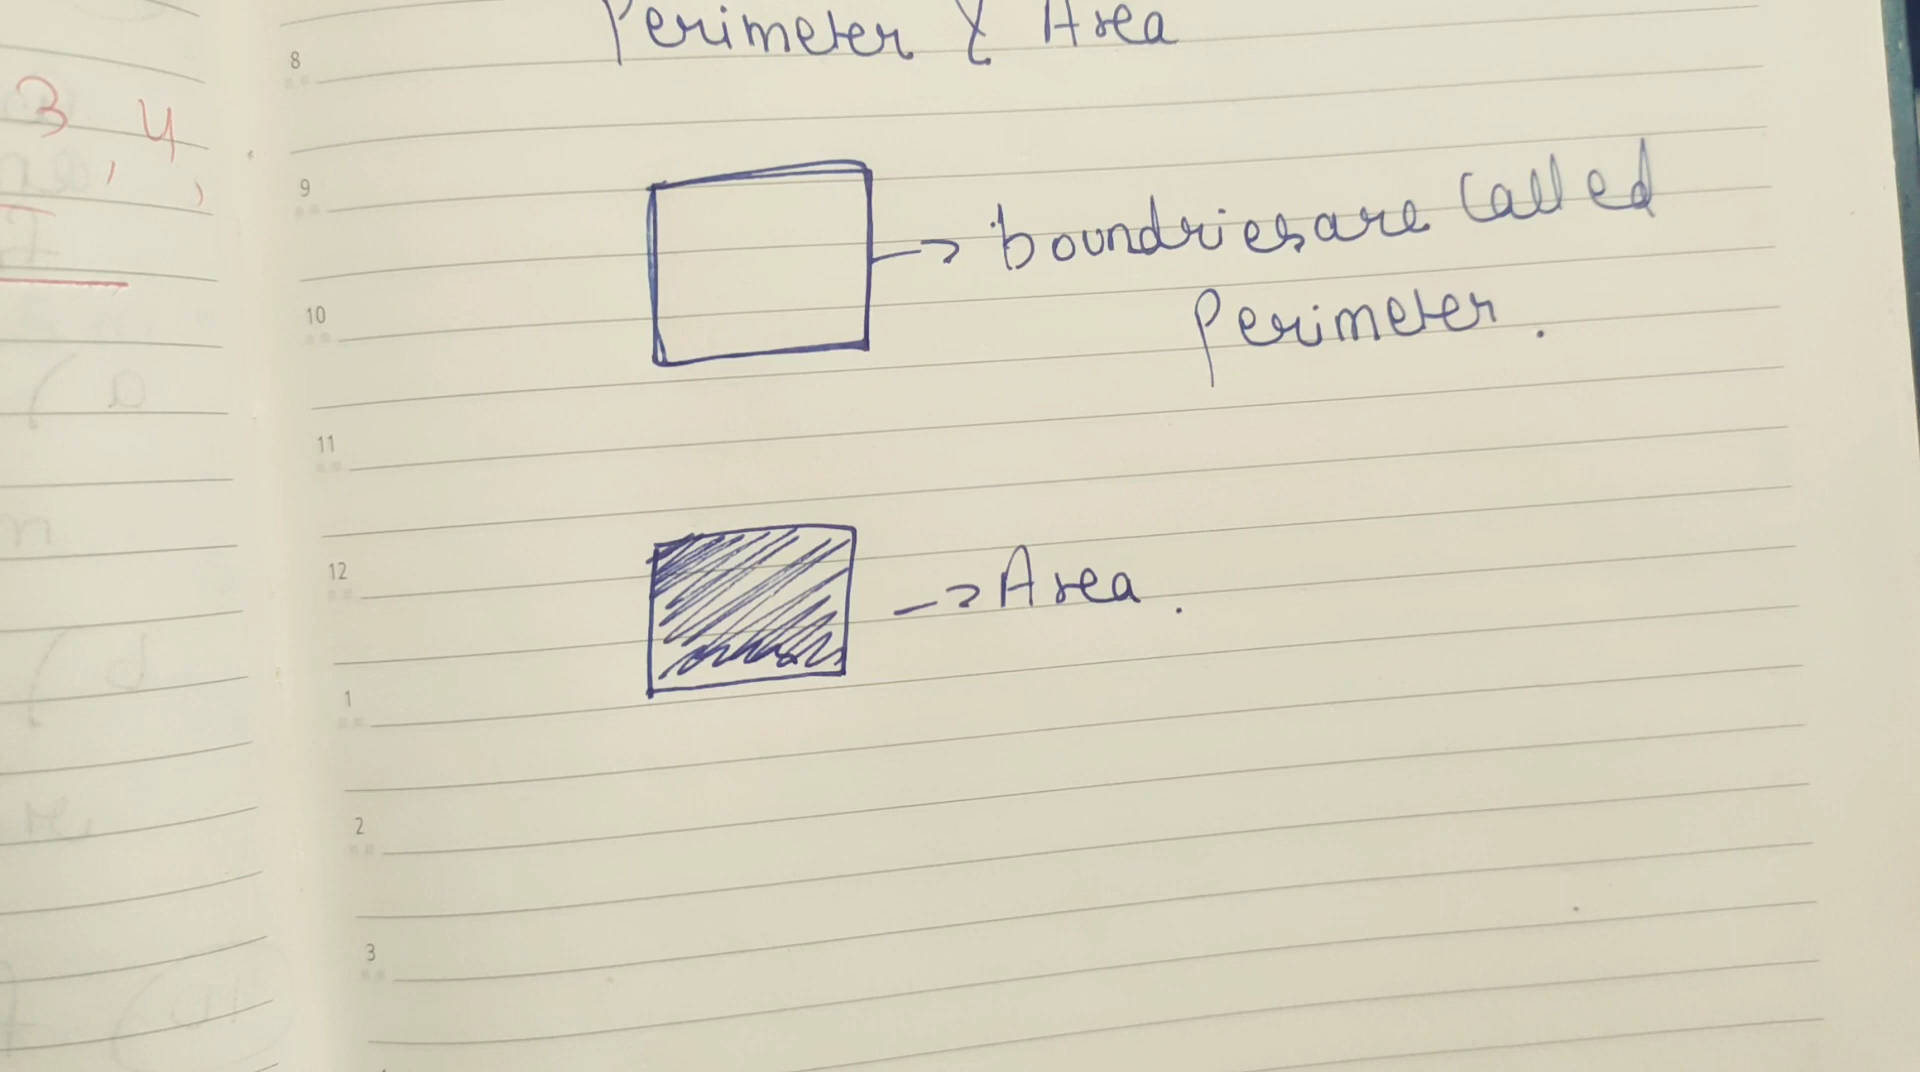 Perimeter & Area
3, 4,
8
9
boundries are Called
Perimeter.
10
11
12
→ Area.
1
2
3